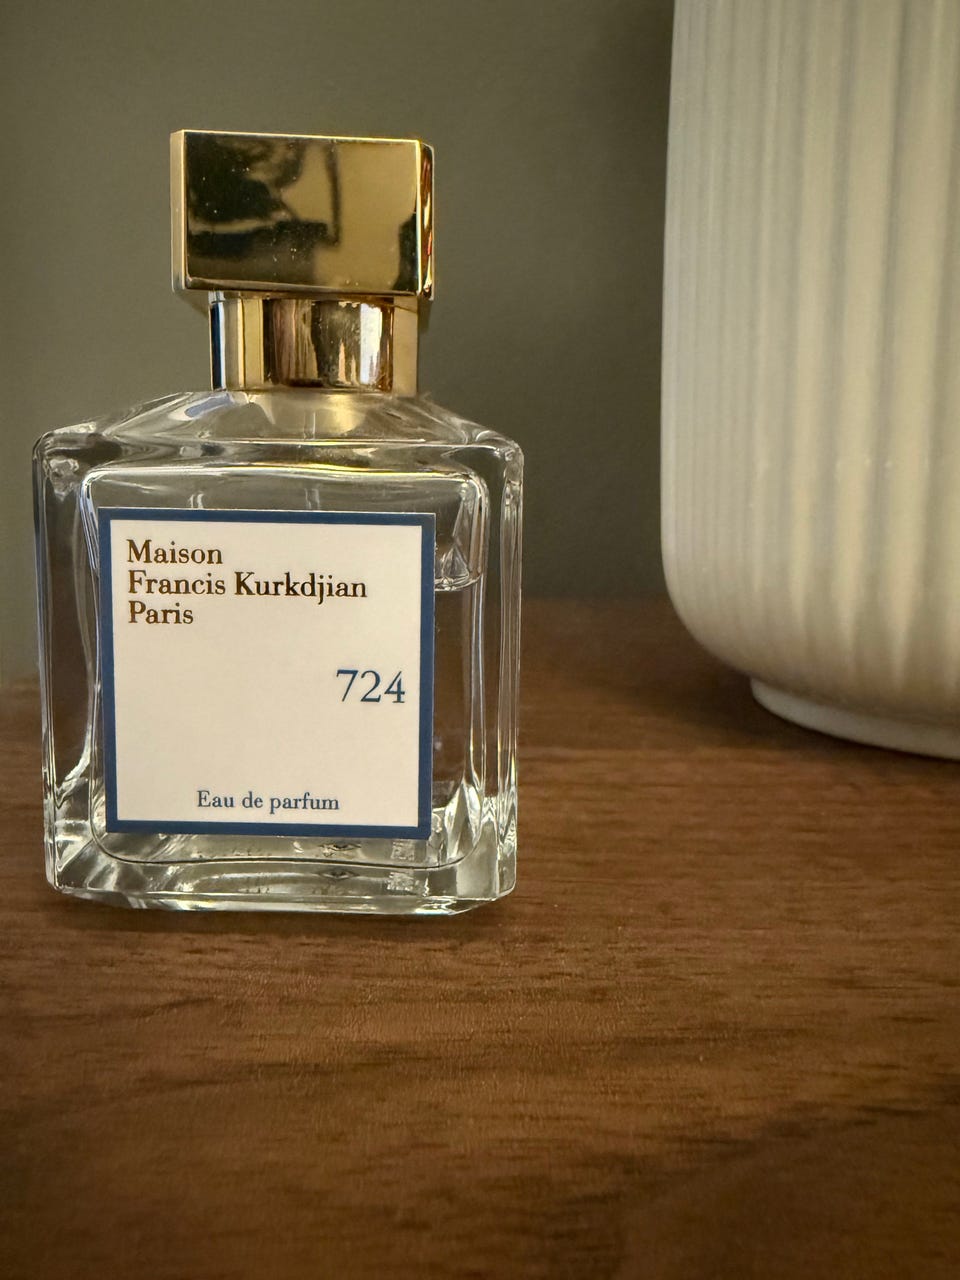 Maison
Francis Kurkdjian
Paris
724
Eau de parfum